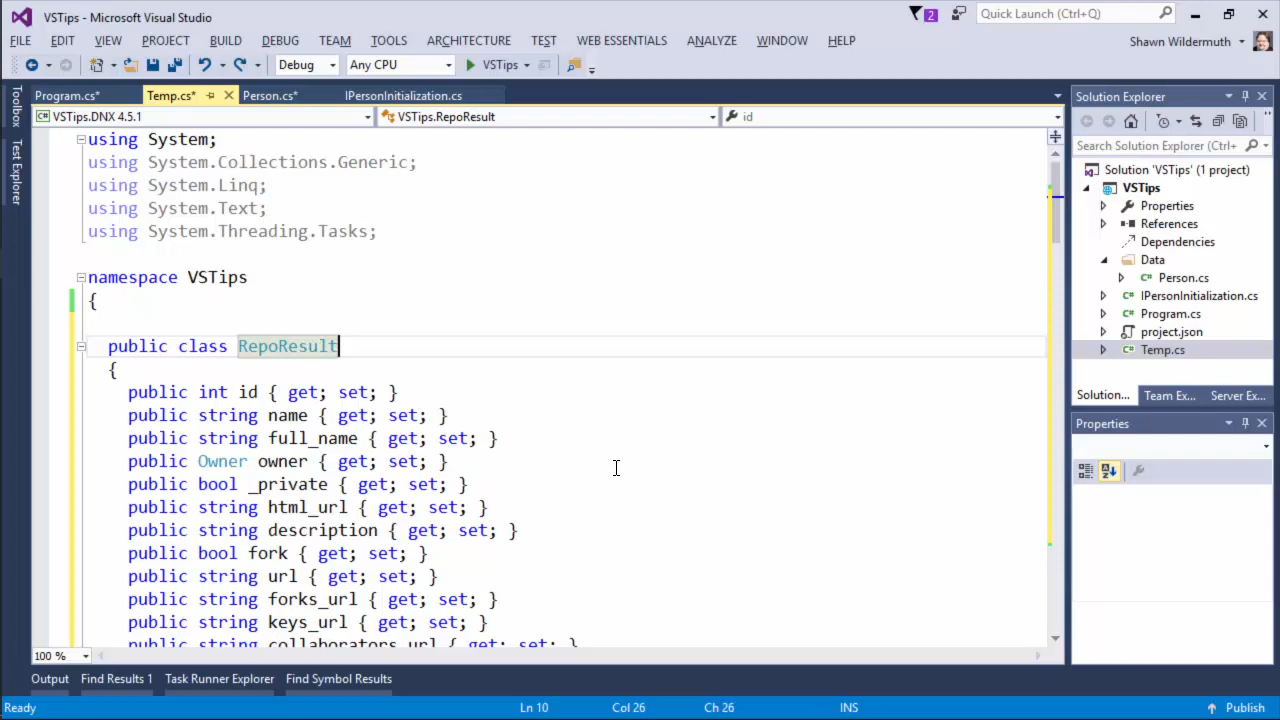 VSTips - Microsoft Visual Studio
2
Quick Launch (Ctrl+Q)
FILE EDIT VIEW PROJECT BUILD DEBUG TEAM TOOLS ARCHITECTURE TEST WEB ESSENTIALS ANALYZE WINDOW HELP
Shawn Wildermuth
Debug Any CPU VSTips
Toolbox
Test Explorer
Program.cs* Temp.cs* Person.cs* IPersonInitialization.cs
VSTips.DNX 4.5.1 VSTips.RepoResult id
using System;
using System.Collections.Generic;
using System.Linq;
using System.Text;
using System.Threading.Tasks;
namespace VSTips
{
public class RepoResult
{
public int id { get; set; }
public string name { get; set; }
public string full_name { get; set; }
public Owner owner { get; set; }
public bool _private { get; set; }
public string html_url { get; set; }
public string description { get; set; }
public bool fork { get; set; }
public string url { get; set; }
public string forks_url { get; set; }
public string keys_url { get; set; }
public string collaborators_url { get; set; }
100 %
Solution Explorer
Search Solution Explorer (Ctrl+
Solution 'VSTips' (1 project)
VSTips
Properties
References
Dependencies
Data
Person.cs
IPersonInitialization.cs
Program.cs
project.json
Temp.cs
Solution... Team Ex... Server Ex...
Properties
Output Find Results 1 Task Runner Explorer Find Symbol Results
Ready Ln 10 Col 26 Ch 26 INS Publish